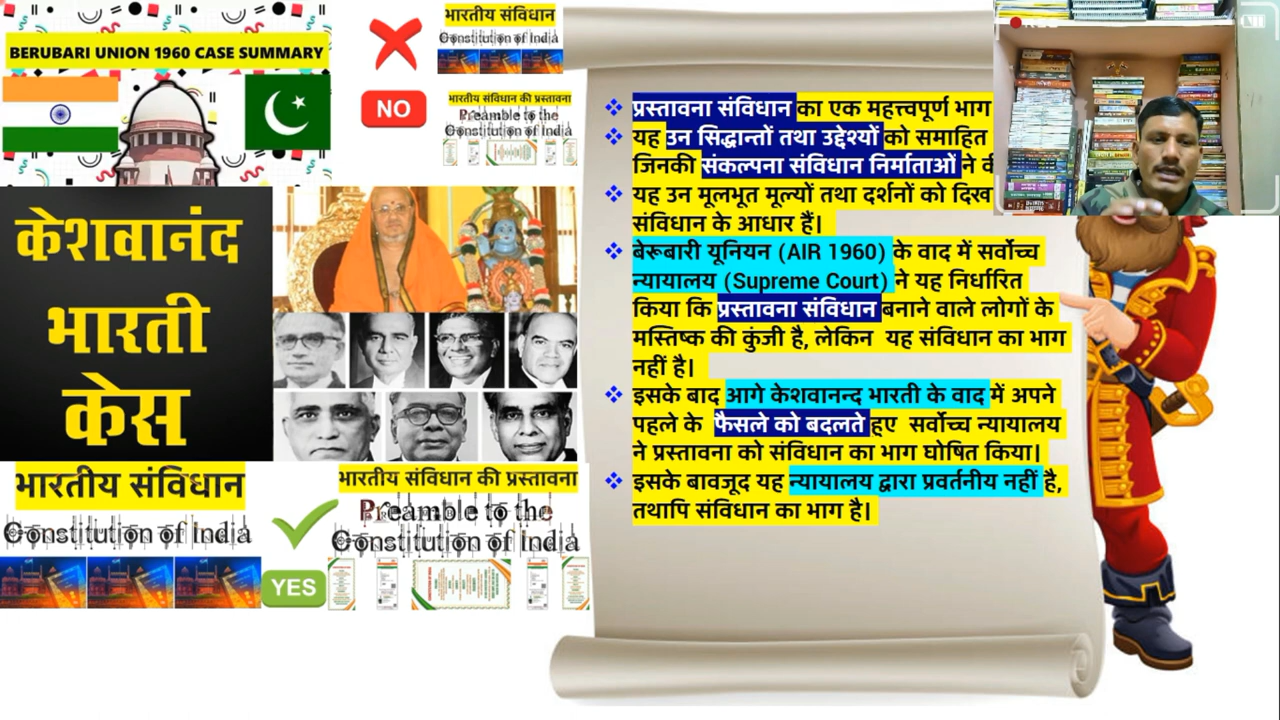 BERUBARI UNION 1960 CASE SUMMARY
NO
भारतीय संविधान
Constitution of India
भारतीय संविधान की प्रस्तावना
Preamble to the
Constitution of India
केशवानंद
भारती
केस
भारतीय संविधान
Constitution of India
YES
भारतीय संविधान की प्रस्तावना
Preamble to the
Constitution of India
प्रस्तावना संविधान का एक महत्त्वपूर्ण भाग
यह उन सिद्धान्तों तथा उद्देश्यों को समाहित
जिनकी संकल्पना संविधान निर्माताओं ने
यह उन मूलभूत मूल्यों तथा दर्शनों को
संविधान के आधार हैं।
बेरूबारी यूनियन (AIR 1960) के वाद में सर्वोच्च
न्यायालय (Supreme Court) ने यह निर्धारित
किया कि प्रस्तावना संविधान बनाने वाले लोगों के
मस्तिष्क की कुंजी है, लेकिन यह संविधान का भाग
नहीं है।
इसके बाद आगे केशवानन्द भारती के वाद में अपने
पहले के फैसले को बदलते हूए सर्वोच्च न्यायालय
ने प्रस्तावना को संविधान का भाग घोषित किया।
इसके बावजूद यह न्यायालय द्वारा प्रवर्तनीय नहीं है,
तथापि संविधान का भाग है।